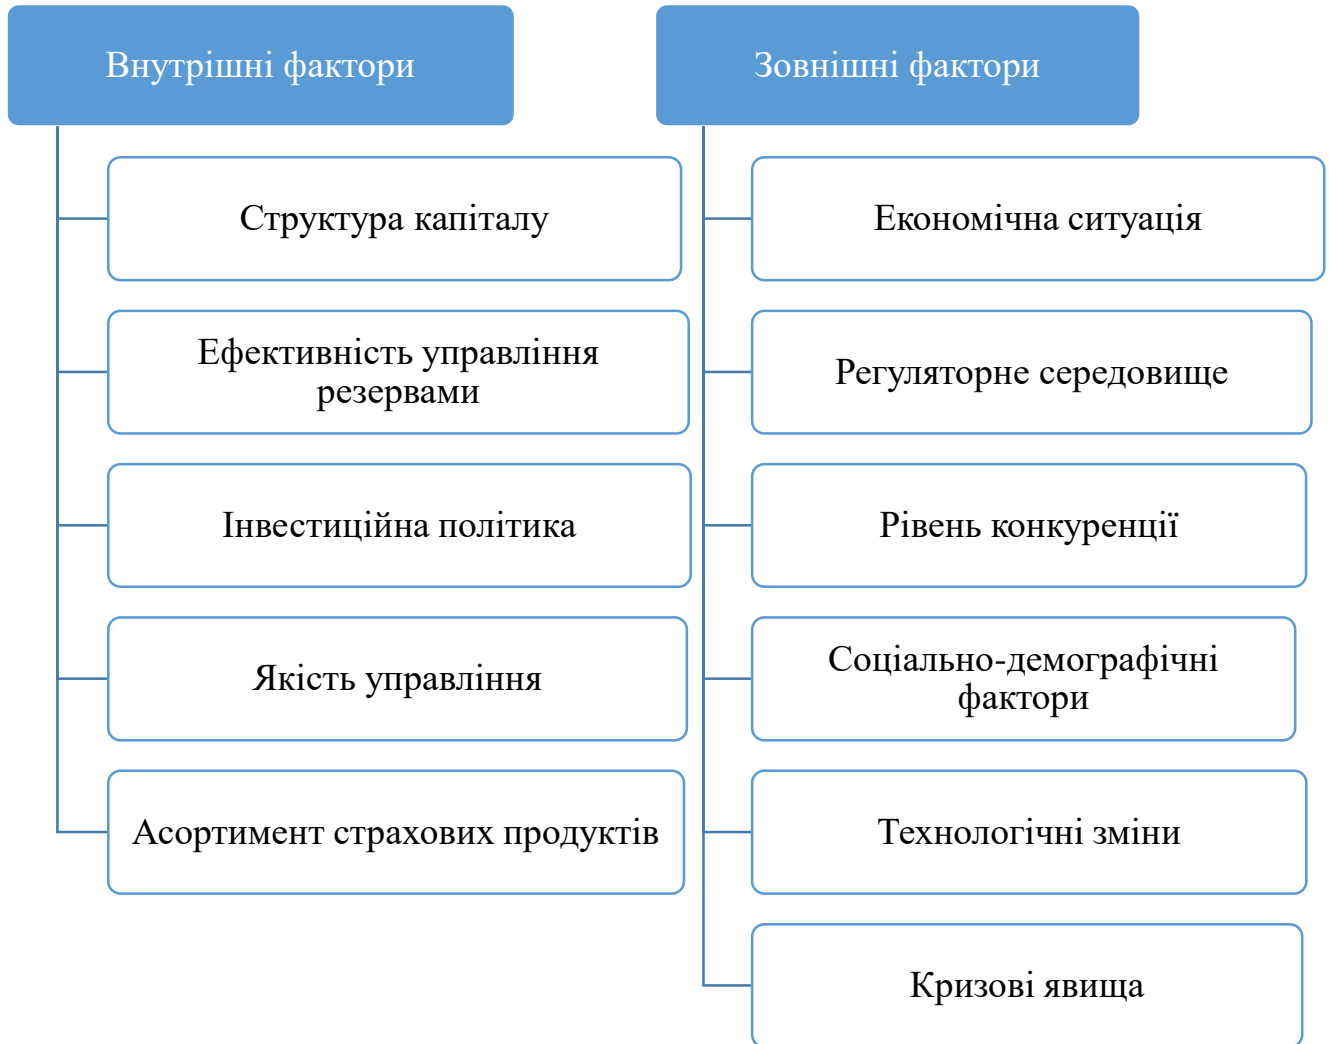 Внутрішні фактори
Структура капіталу
Ефективність управління
резервами
Інвестиційна політика
Якість управління
Асортимент страхових продуктів
Зовнішні фактори
Економічна ситуація
Регуляторне середовище
Рівень конкуренції
Соціально-демографічні
фактори
Технологічні зміни
Кризові явища